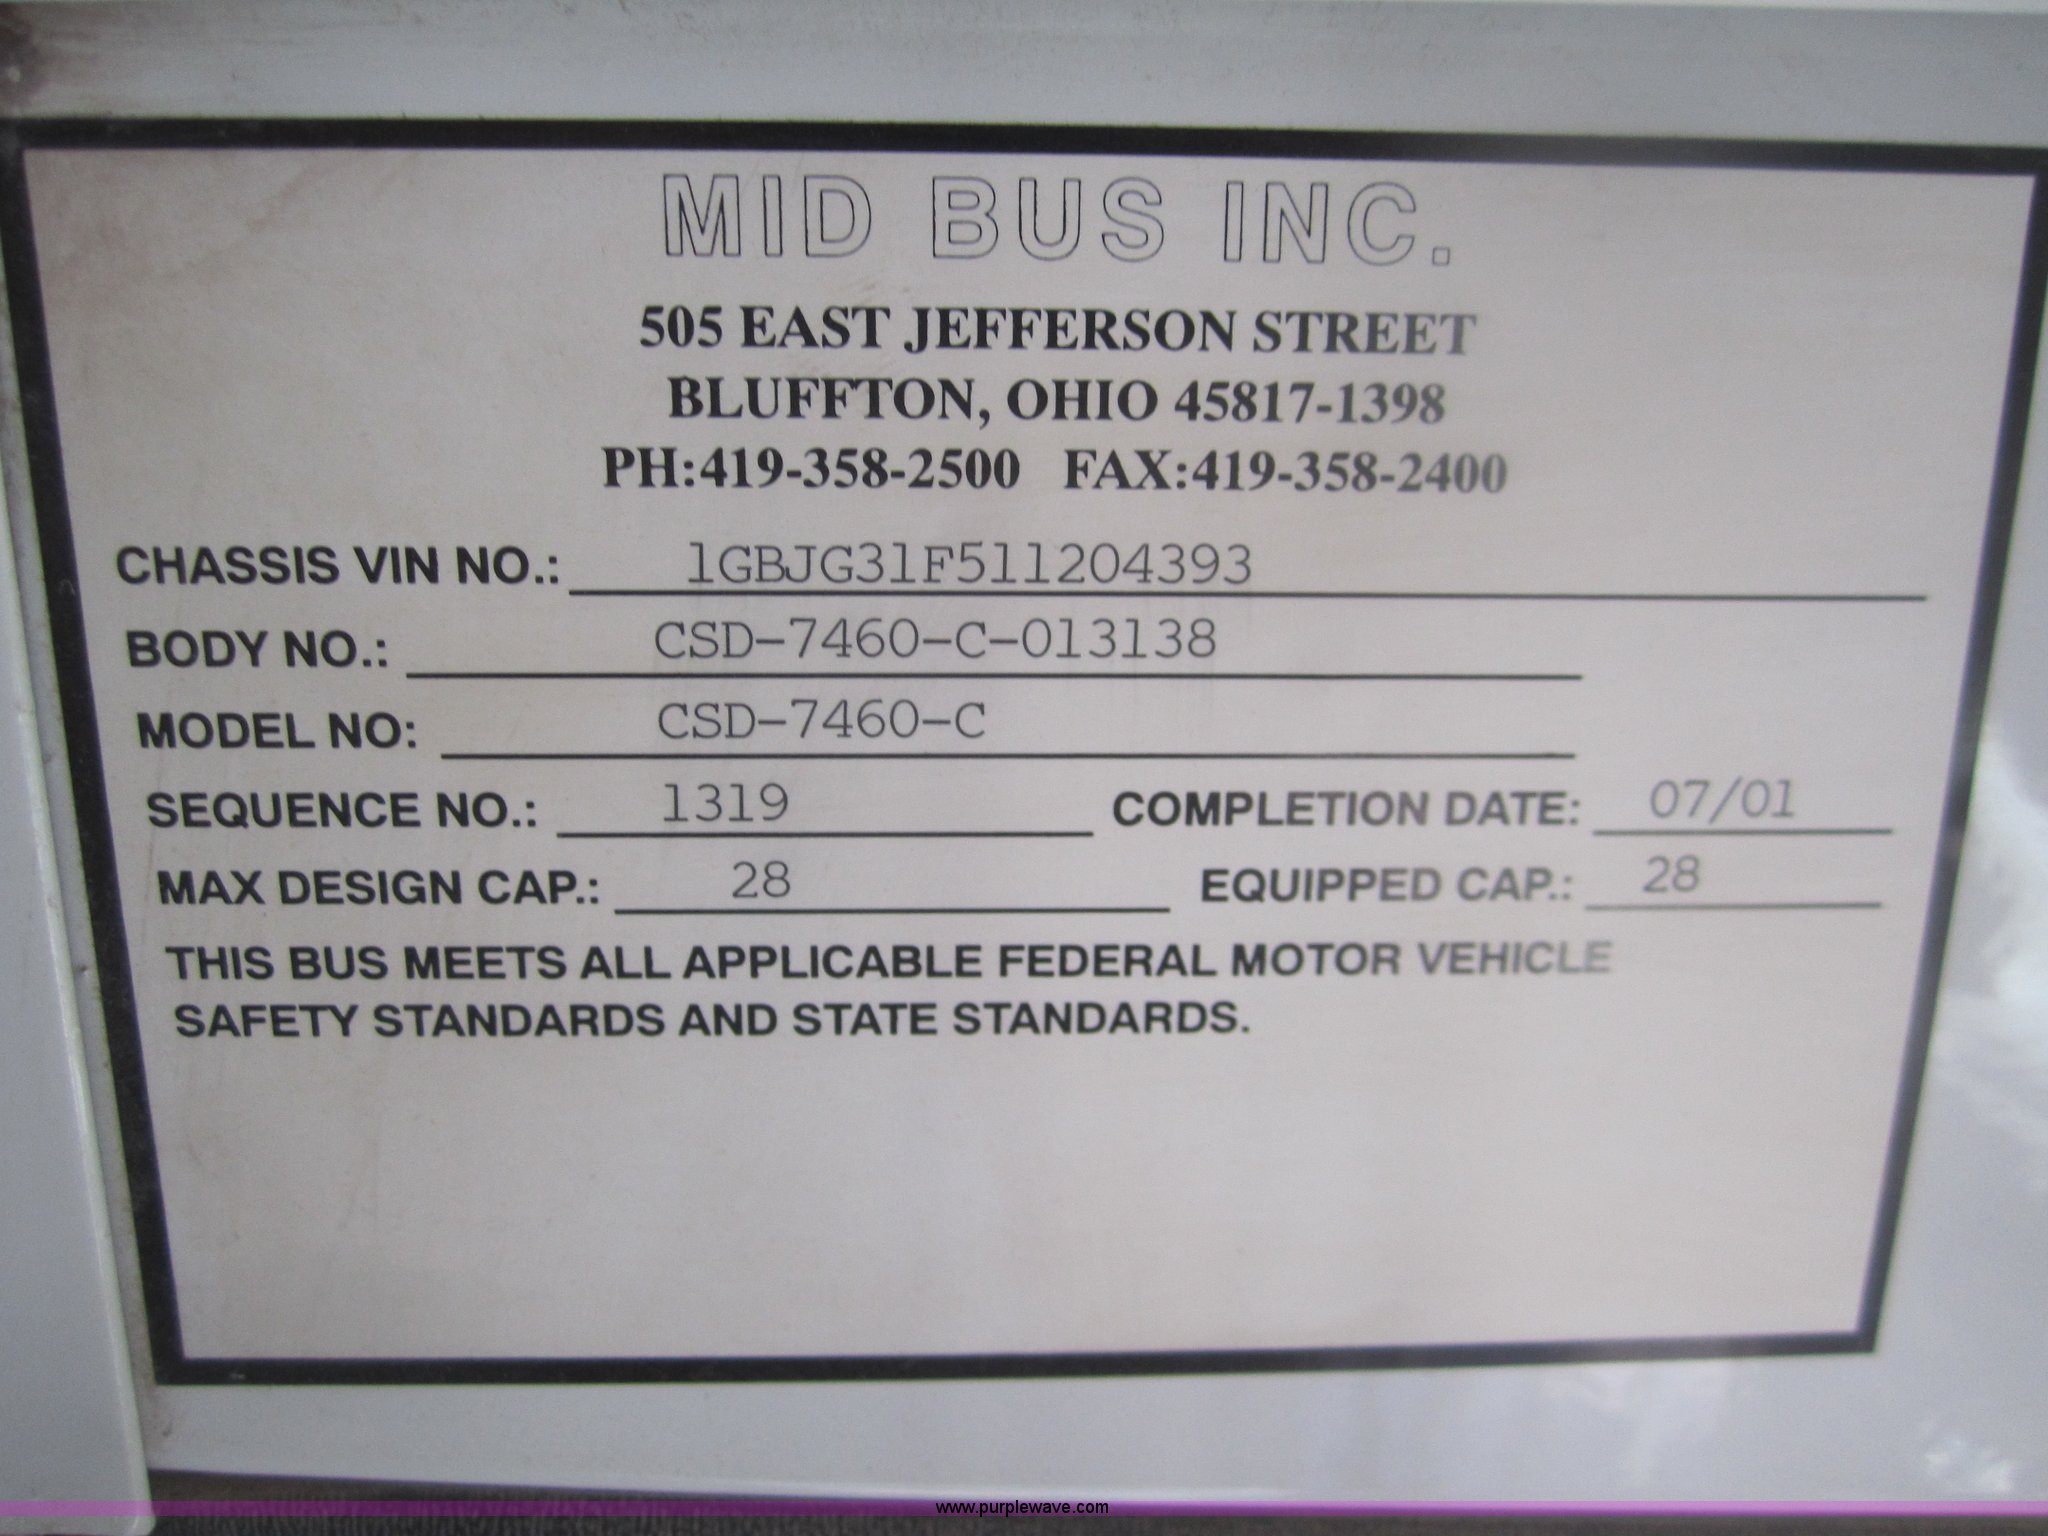 MID BUS INC.
505 EAST JEFFERSON STREET
BLUFFTON, OHIO 45817-1398
PH:419-358-2500 FAX:419-358-2400
CHASSIS VIN NO.: 1GBJG31F511204393
BODY NO.: CSD-7460-C-013138
MODEL NO: CSD-7460-C
SEQUENCE NO.: 1319 COMPLETION DATE: 07/01
MAX DESIGN CAP.: 28 EQUIPPED CAP.: 28
THIS BUS MEETS ALL APPLICABLE FEDERAL MOTOR VEHICLE
SAFETY STANDARDS AND STATE STANDARDS.
www.purplewave.com